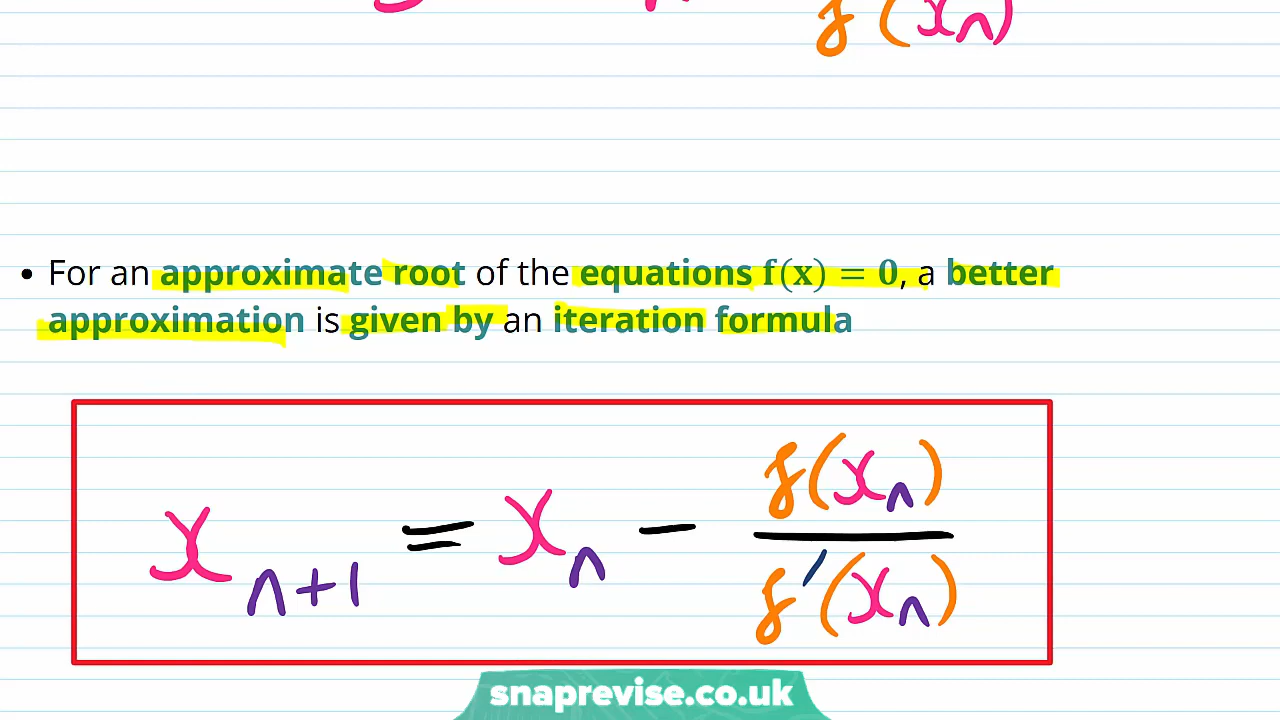 f (xn)
• For an approximate root of the equations f(x) = 0, a better
approximation is given by an iteration formula
xn+1 = xn − f(xn) / f′(xn)
snaprevise.co.uk